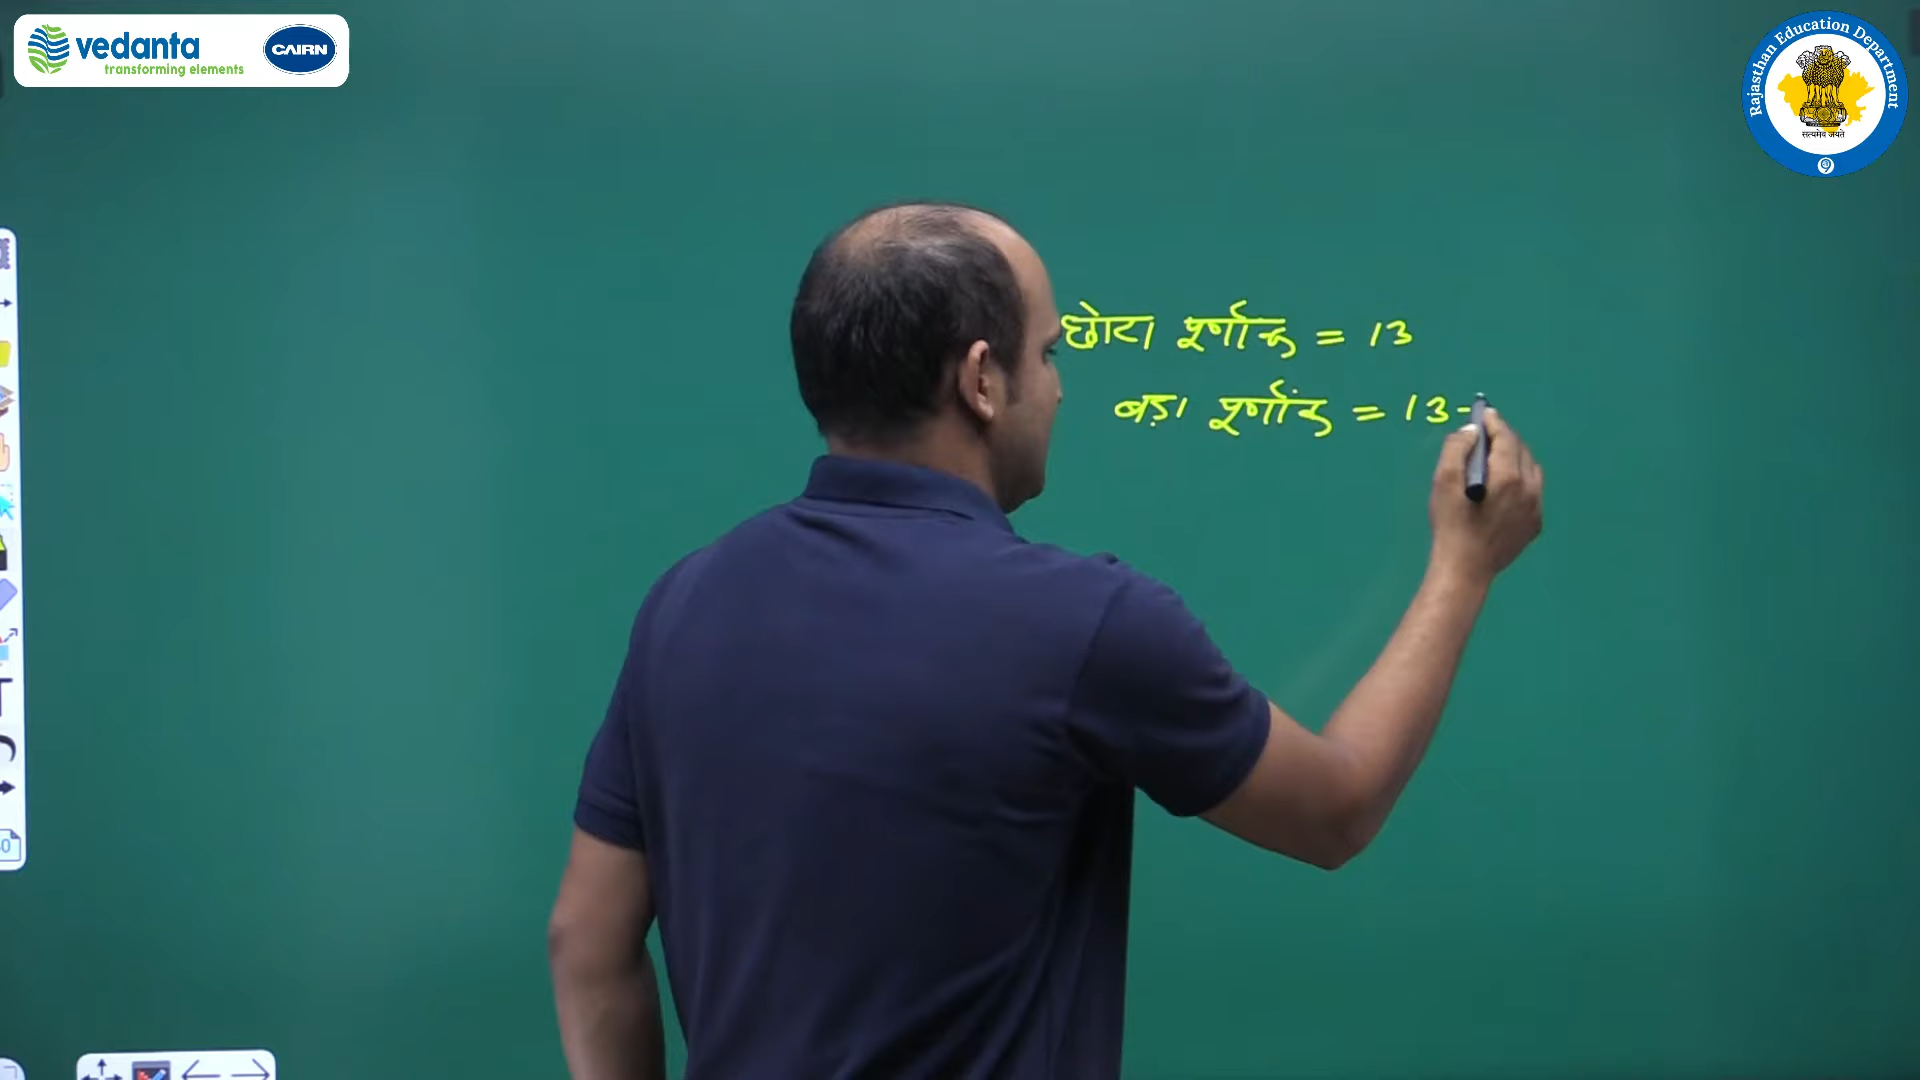 vedanta
transforming elements
CAIRN
Rajasthan Education Department
सत्यमेव जयते
छोटा पूर्णांक = 13
बड़ा पूर्णांक = 13-
T